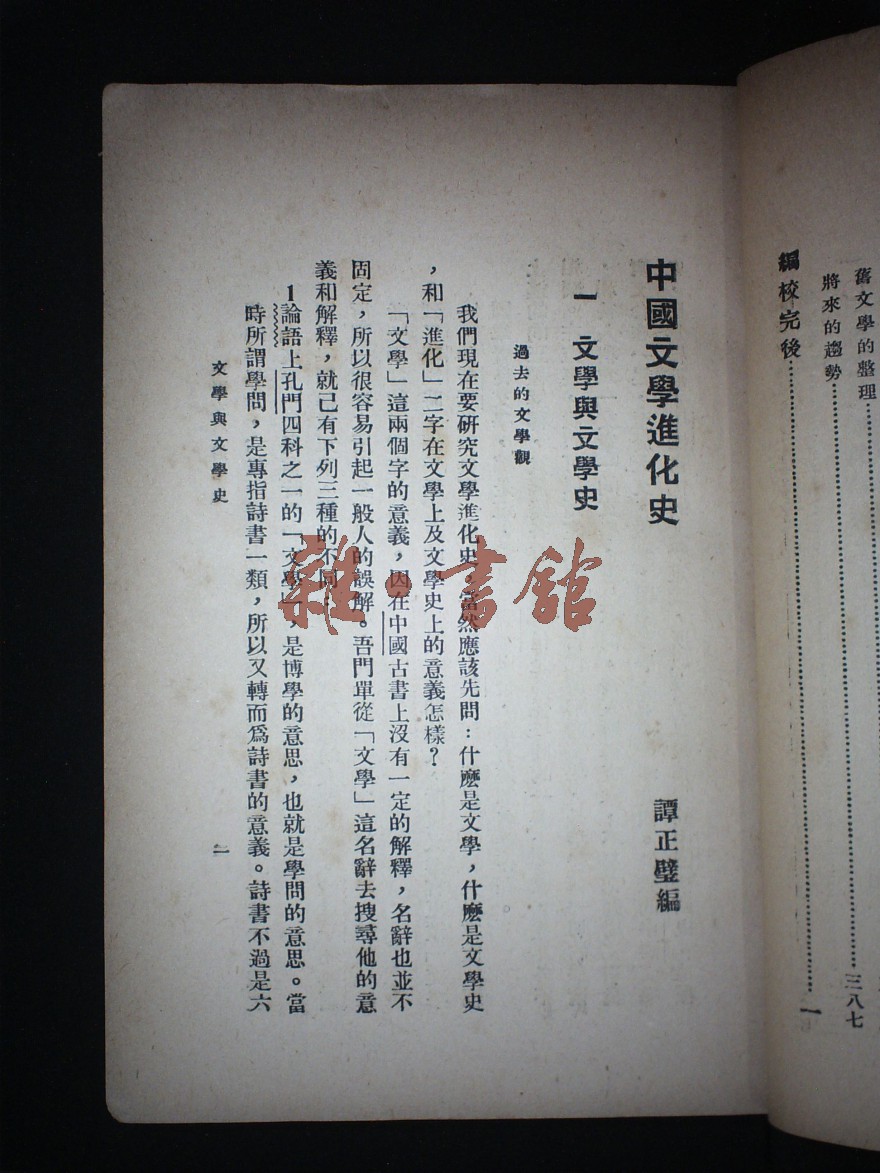 舊文學的整理……………………………
將來的趨勢……………………………三八七
編校完後……………………………一
中國文學進化史
譚正璧編
一 文學與文學史
過去的文學觀
我們現在要研究文學進化史,當然應該先問:什麽是文學,什麽是文學史
,和「進化」二字在文學上及文學史上的意義怎樣?
「文學」這兩個字的意義,因在中國古書上沒有一定的解釋,名辭也並不
固定,所以很容易引起一般人的誤解。吾門單從「文學」這名辭去搜尋他的意
義和解釋,就已有下列三種的不同:
1論語上孔門四科之一的「文學」,是博學的意思,也就是學問的意思。當
時所謂學問,是專指詩書一類,所以又轉而爲詩書的意義。詩書不過是六
文學與文學史
一
雜·書館